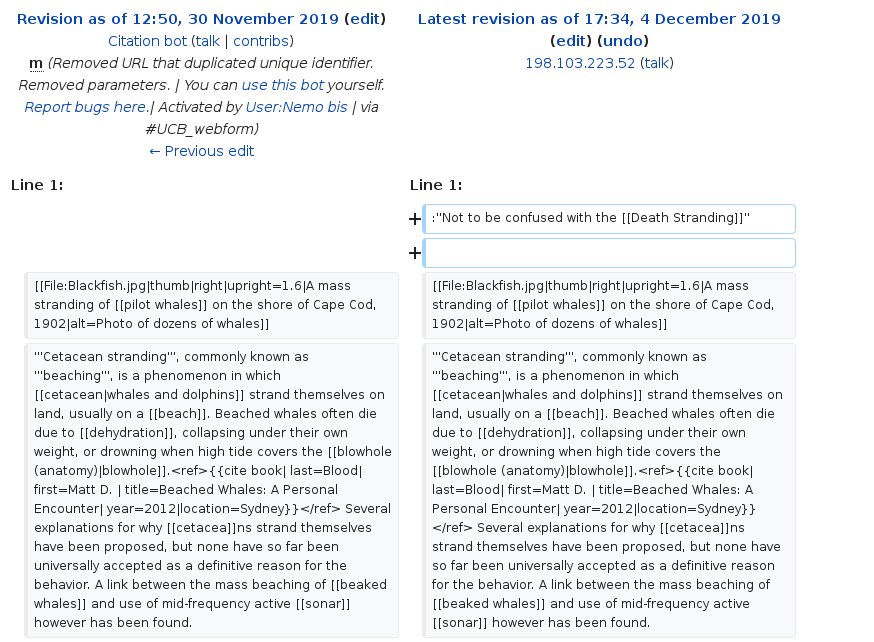 Revision as of 12:50, 30 November 2019 (edit)
Citation bot (talk | contribs)
m (Removed URL that duplicated unique identifier.
Removed parameters. | You can use this bot yourself.
Report bugs here.| Activated by User:Nemo bis | via
#UCB_webform)
← Previous edit
Latest revision as of 17:34, 4 December 2019
(edit) (undo)
198.103.223.52 (talk)
Line 1:
Line 1:
+ :''Not to be confused with the [[Death Stranding]]''
+
[[File:Blackfish.jpg|thumb|right|upright=1.6|A mass
stranding of [[pilot whales]] on the shore of Cape Cod,
1902|alt=Photo of dozens of whales]]
[[File:Blackfish.jpg|thumb|right|upright=1.6|A mass
stranding of [[pilot whales]] on the shore of Cape Cod,
1902|alt=Photo of dozens of whales]]
'''Cetacean stranding''', commonly known as
'''beaching''', is a phenomenon in which
[[cetacean|whales and dolphins]] strand themselves on
land, usually on a [[beach]]. Beached whales often die
due to [[dehydration]], collapsing under their own
weight, or drowning when high tide covers the [[blowhole
(anatomy)|blowhole]].<ref>{{cite book| last=Blood|
first=Matt D. | title=Beached Whales: A Personal
Encounter| year=2012|location=Sydney}}</ref> Several
explanations for why [[cetacea]]ns strand themselves
have been proposed, but none have so far been
universally accepted as a definitive reason for the
behavior. A link between the mass beaching of [[beaked
whales]] and use of mid-frequency active [[sonar]]
however has been found.
'''Cetacean stranding''', commonly known as
'''beaching''', is a phenomenon in which
[[cetacean|whales and dolphins]] strand themselves on
land, usually on a [[beach]]. Beached whales often die
due to [[dehydration]], collapsing under their own
weight, or drowning when high tide covers the
[[blowhole (anatomy)|blowhole]].<ref>{{cite book|
last=Blood| first=Matt D. | title=Beached Whales: A
Personal Encounter| year=2012|location=Sydney}}
</ref> Several explanations for why [[cetacea]]ns
strand themselves have been proposed, but none have
so far been universally accepted as a definitive reason
for the behavior. A link between the mass beaching of
[[beaked whales]] and use of mid-frequency active
[[sonar]] however has been found.